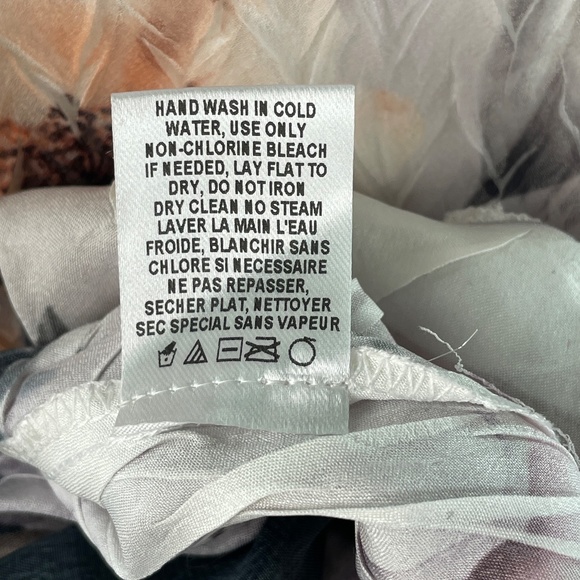 HAND WASH IN COLD
WATER, USE ONLY
NON-CHLORINE BLEACH
IF NEEDED, LAY FLAT TO
DRY, DO NOT IRON
DRY CLEAN NO STEAM
LAVER LA MAIN L'EAU
FROIDE, BLANCHIR SANS
CHLORE SI NECESSAIRE
NE PAS REPASSER,
SECHER PLAT, NETTOYER
SEC SPECIAL SANS VAPEUR